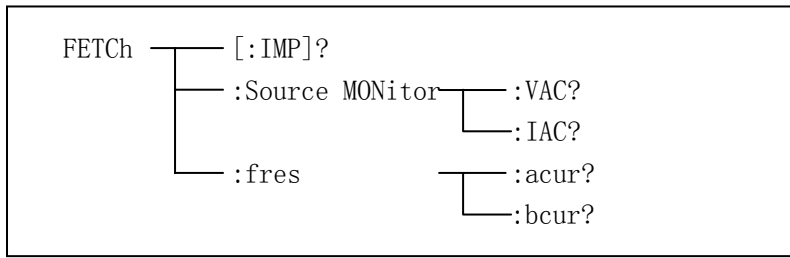 FETCh [:IMP]?
:Source MONitor :VAC?
:IAC?
:fres :acur?
:bcur?